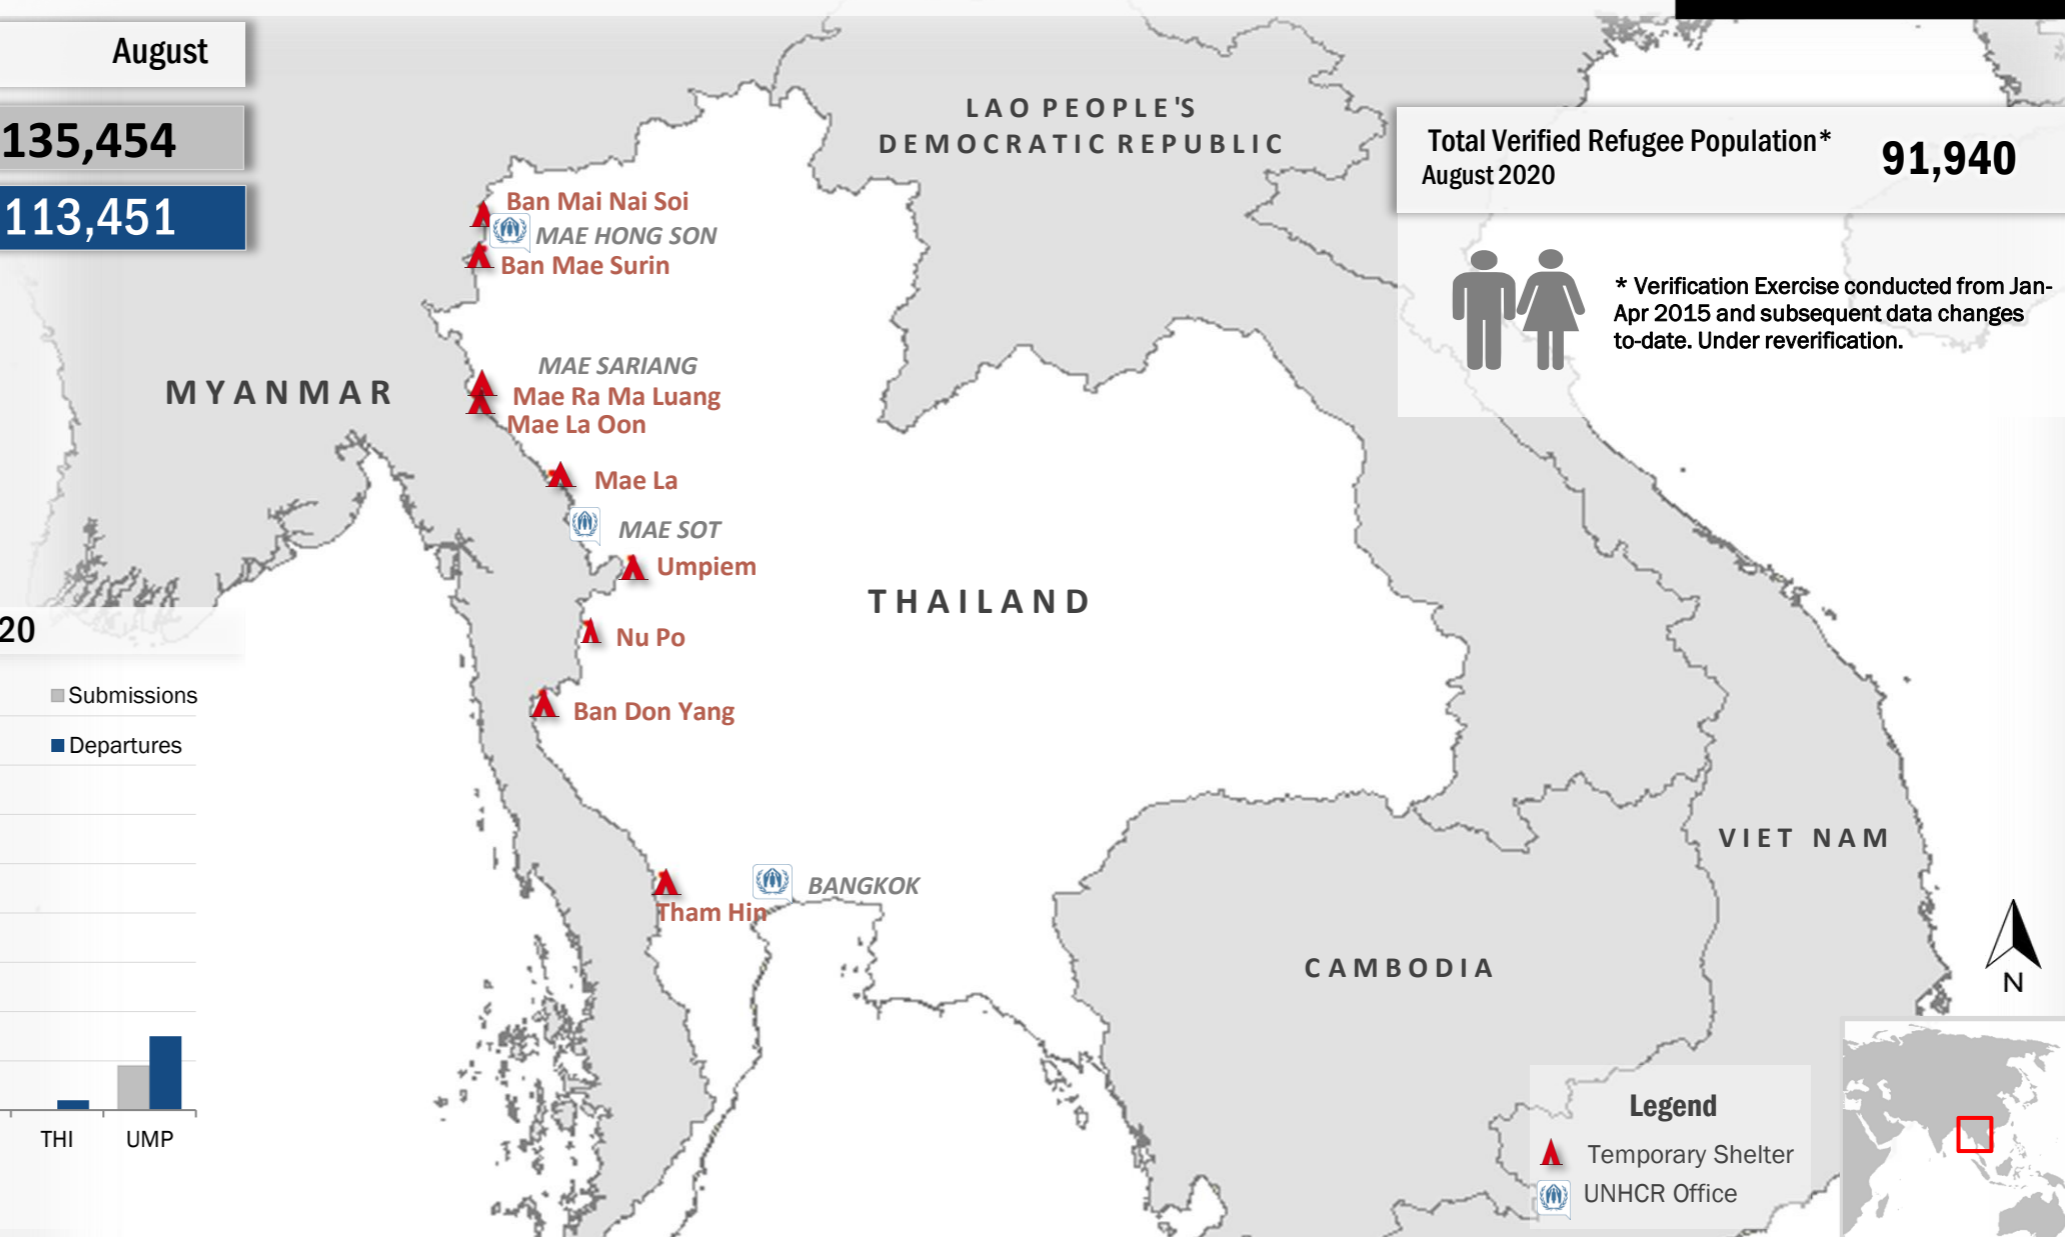 August
135,454
113,451
20
Submissions
Departures
THI
UMP
LAO PEOPLE'S
DEMOCRATIC REPUBLIC
Total Verified Refugee Population*
August 2020
91,940
* Verification Exercise conducted from Jan-
Apr 2015 and subsequent data changes
to-date. Under reverification.
Ban Mai Nai Soi
MAE HONG SON
Ban Mae Surin
MYANMAR
MAE SARIANG
Mae Ra Ma Luang
Mae La Oon
Mae La
MAE SOT
Umpiem
THAILAND
Nu Po
Ban Don Yang
VIET NAM
BANGKOK
Tham Hin
CAMBODIA
N
Legend
Temporary Shelter
UNHCR Office